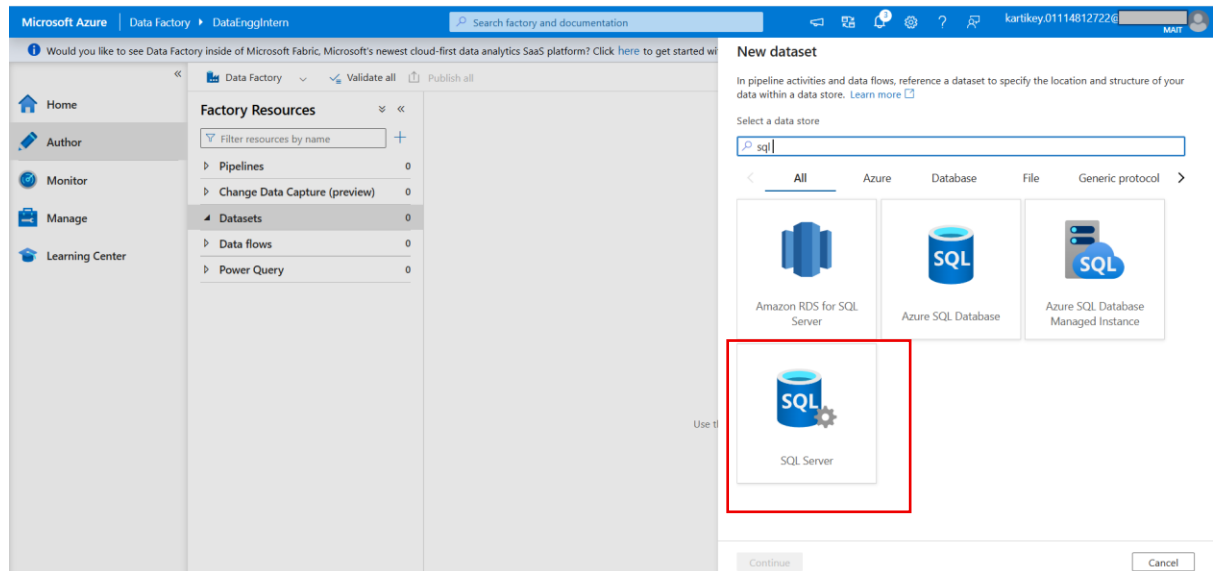 Microsoft Azure
Data Factory
DataEnggIntern
Search factory and documentation
3
kartikey.01114812722@
MAIT
Would you like to see Data Factory inside of Microsoft Fabric, Microsoft's newest cloud-first data analytics SaaS platform? Click here to get started wi
Home
Author
Monitor
Manage
Learning Center
Data Factory
Validate all
Publish all
Factory Resources
Filter resources by name
Pipelines 0
Change Data Capture (preview) 0
Datasets 0
Data flows 0
Power Query 0
Use t
New dataset
In pipeline activities and data flows, reference a dataset to specify the location and structure of your
data within a data store. Learn more
Select a data store
sql
All
Azure
Database
File
Generic protocol
Amazon RDS for SQL
Server
SQL
Azure SQL Database
SQL
Azure SQL Database
Managed Instance
SQL
SQL Server
Continue
Cancel